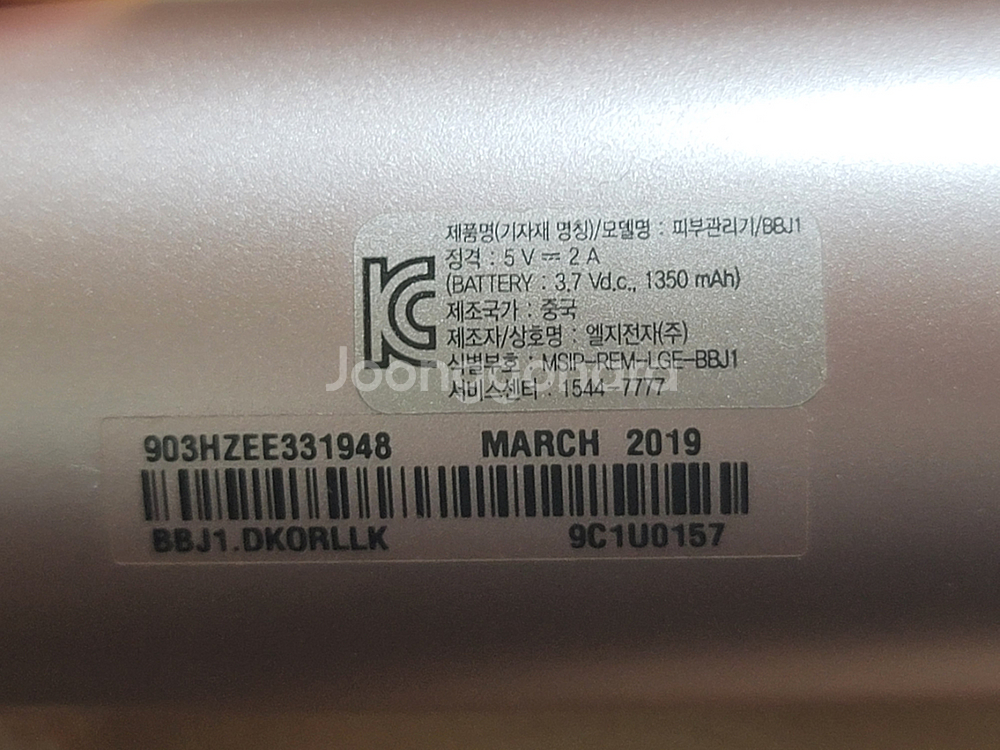 제품명(기자재 명칭)/모델명 : 피부관리기/BBJ1
정격 : 5 V ⎓ 2 A
(BATTERY : 3.7 Vd.c., 1350 mAh)
제조국가 : 중국
제조자/상호명 : 엘지전자(주)
식별부호 : MSIP-REM-LGE-BBJ1
Joonggonara
서비스센터 : 1544-7777
903HZEE331948 MARCH 2019
BBJ1.DKORLLK 9C1U0157